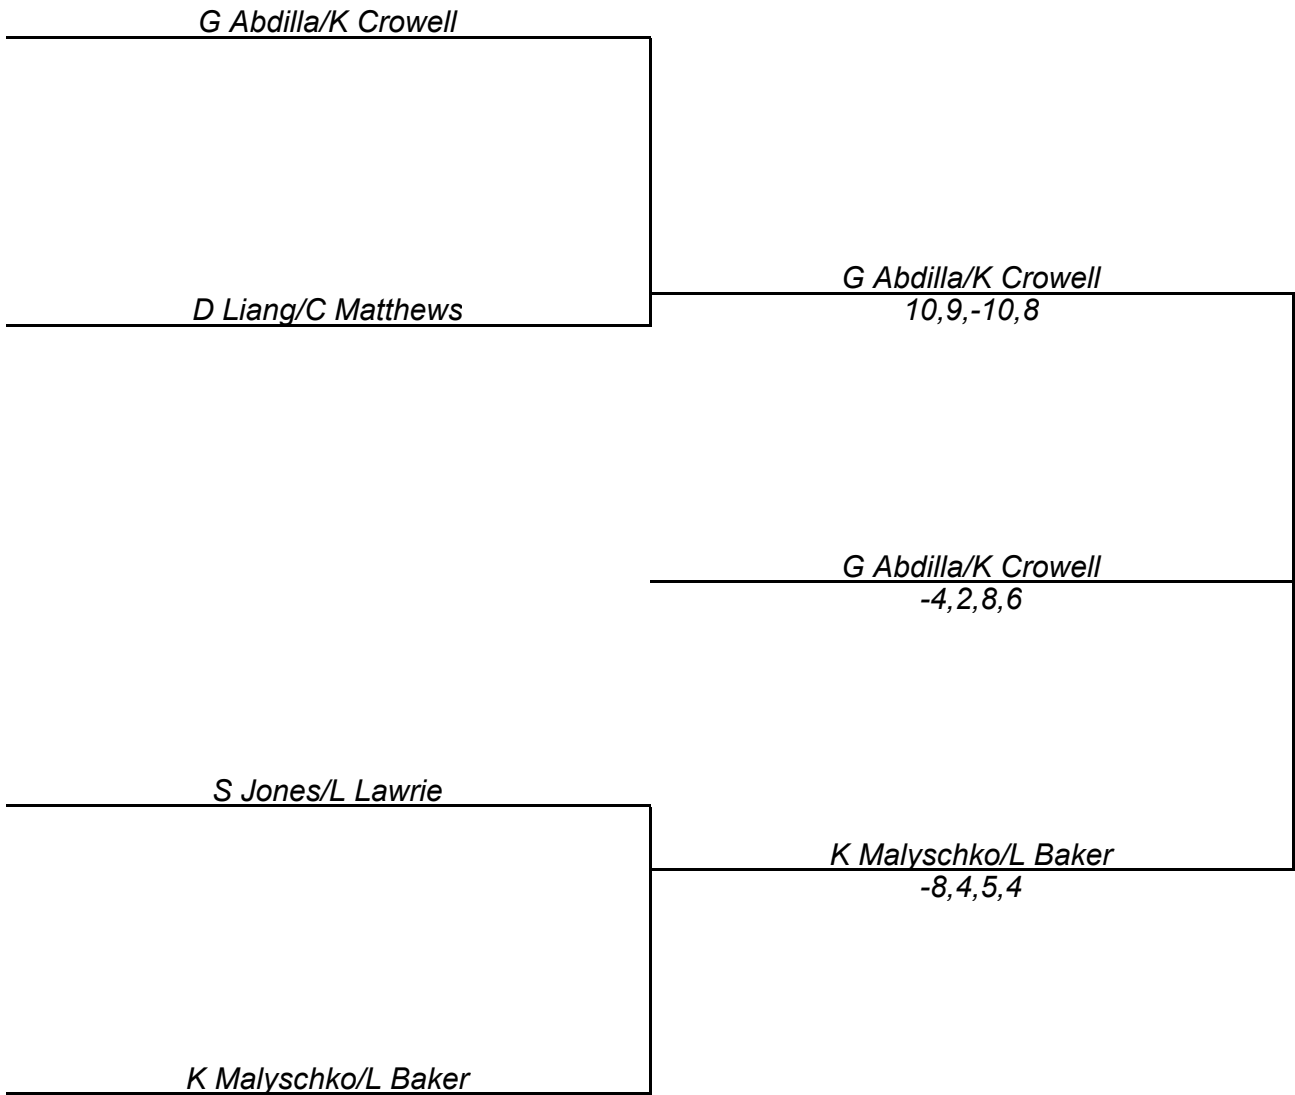 G Abdilla/K Crowell
G Abdilla/K Crowell
D Liang/C Matthews
10,9,-10,8
G Abdilla/K Crowell
-4,2,8,6
S Jones/L Lawrie
K Malyschko/L Baker
-8,4,5,4
K Malyschko/L Baker